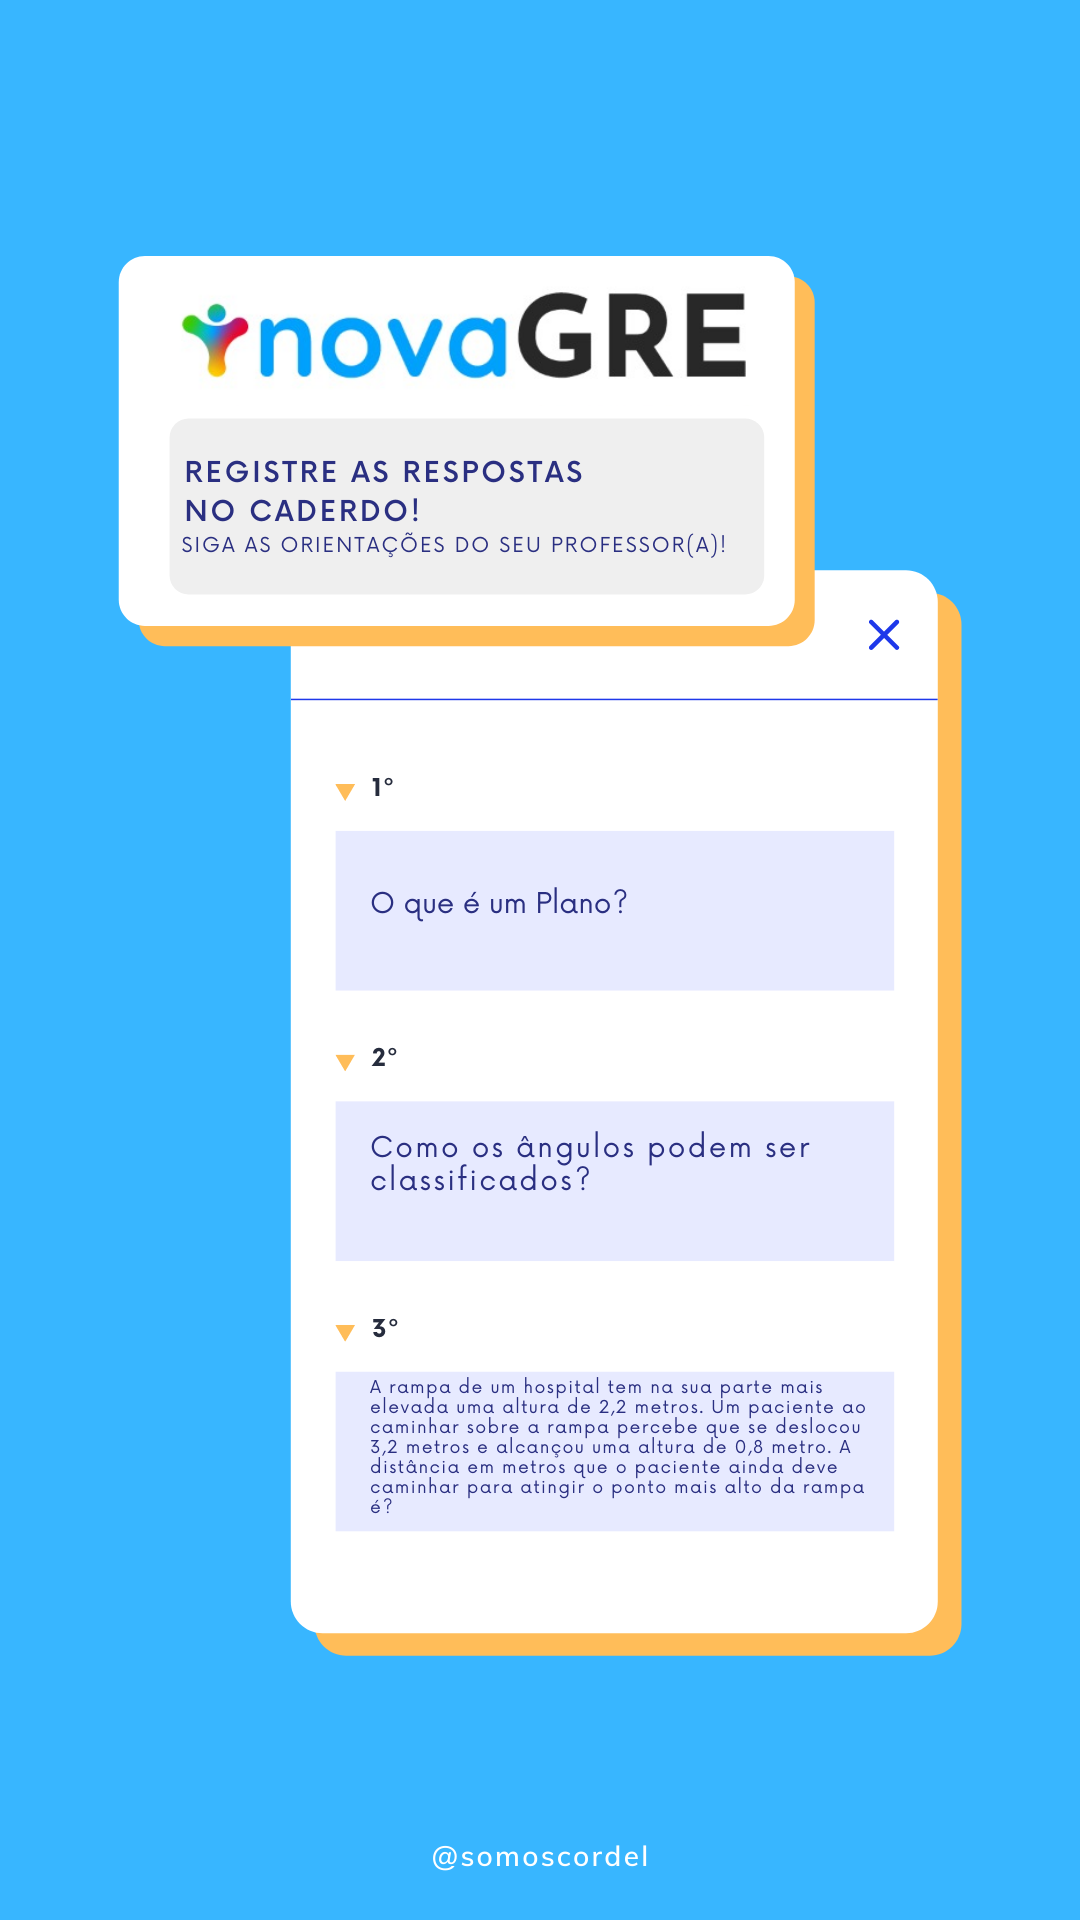 novaGRE
REGISTRE AS RESPOSTAS
NO CADERDO!
SIGA AS ORIENTAÇÕES DO SEU PROFESSOR(A)!
1°
O que é um Plano?
2°
Como os ângulos podem ser
classificados?
3°
A rampa de um hospital tem na sua parte mais
elevada uma altura de 2,2 metros. Um paciente ao
caminhar sobre a rampa percebe que se deslocou
3,2 metros e alcançou uma altura de 0,8 metro. A
distância em metros que o paciente ainda deve
caminhar para atingir o ponto mais alto da rampa
é?
@somoscordel